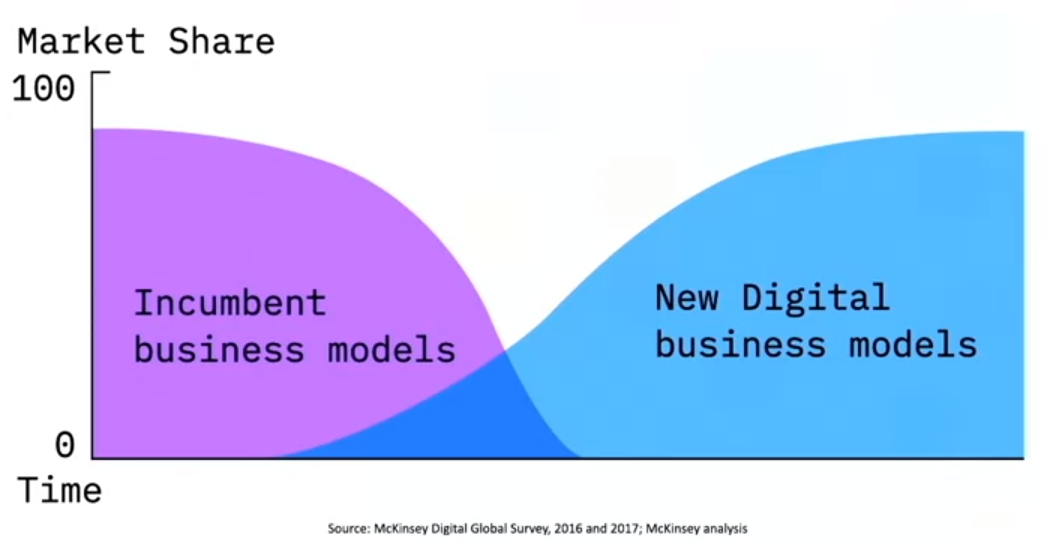 Market Share
100
Incumbent
business models
New Digital
business models
0
Time
Source: McKinsey Digital Global Survey, 2016 and 2017; McKinsey analysis